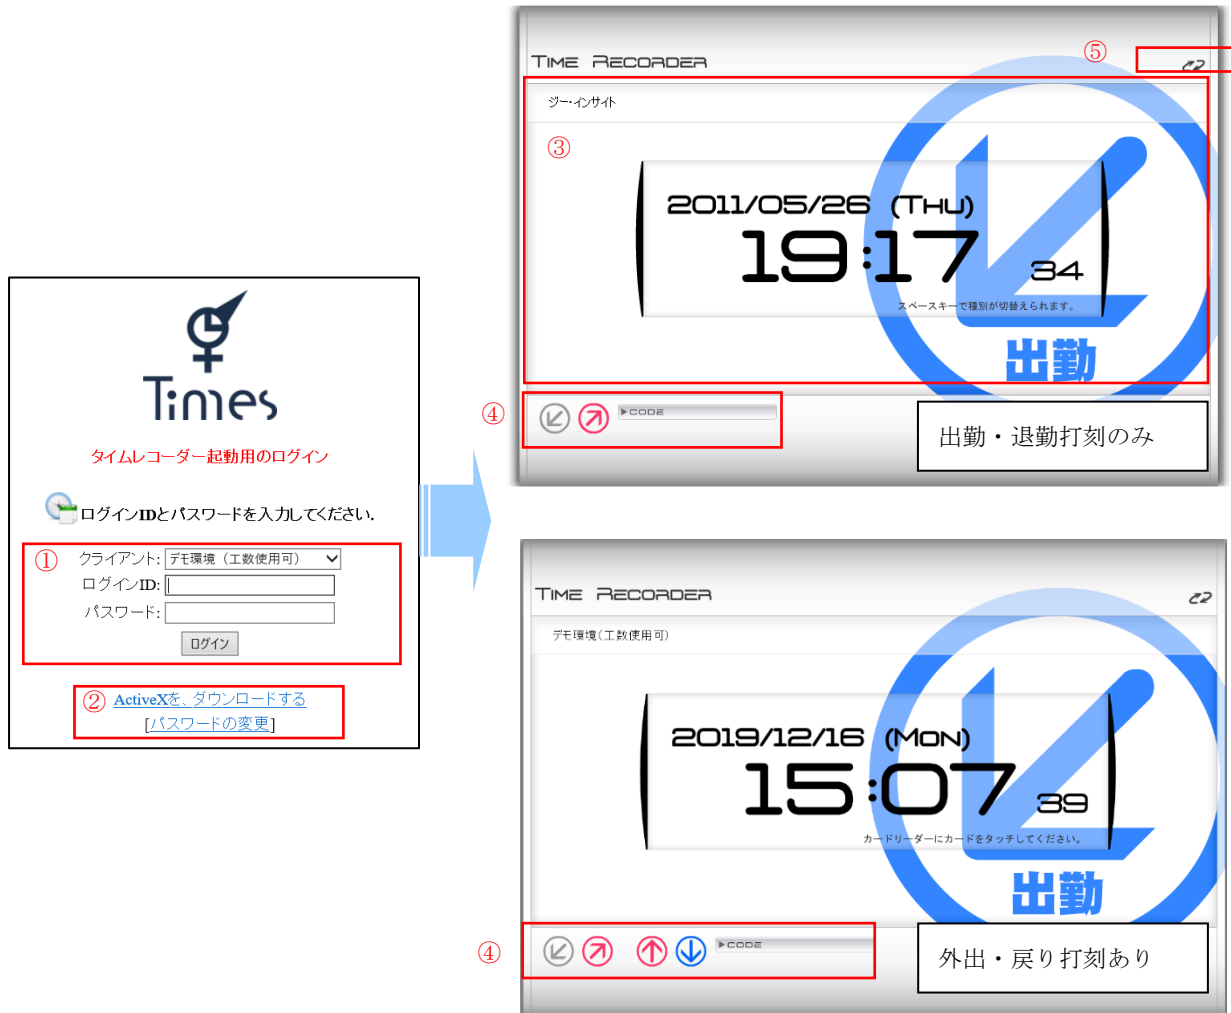 Times
タイムレコーダー起動用のログイン
ログインIDとパスワードを入力してください.
①
クライアント: デモ環境（工数使用可）
ログインID:
パスワード:
ログイン
② ActiveXを、ダウンロードする
[パスワードの変更]
TIME RECORDER
⑤
ジー・インサイト
③
2011/05/26 (THU)
19:17 34
スペースキーで種別が切替えられます。
出勤
④
▶CODE
出勤・退勤打刻のみ
TIME RECORDER
デモ環境(工数使用可)
2019/12/16 (MON)
15:07 39
カードリーダーにカードをタッチしてください。
出勤
④
▶CODE
外出・戻り打刻あり